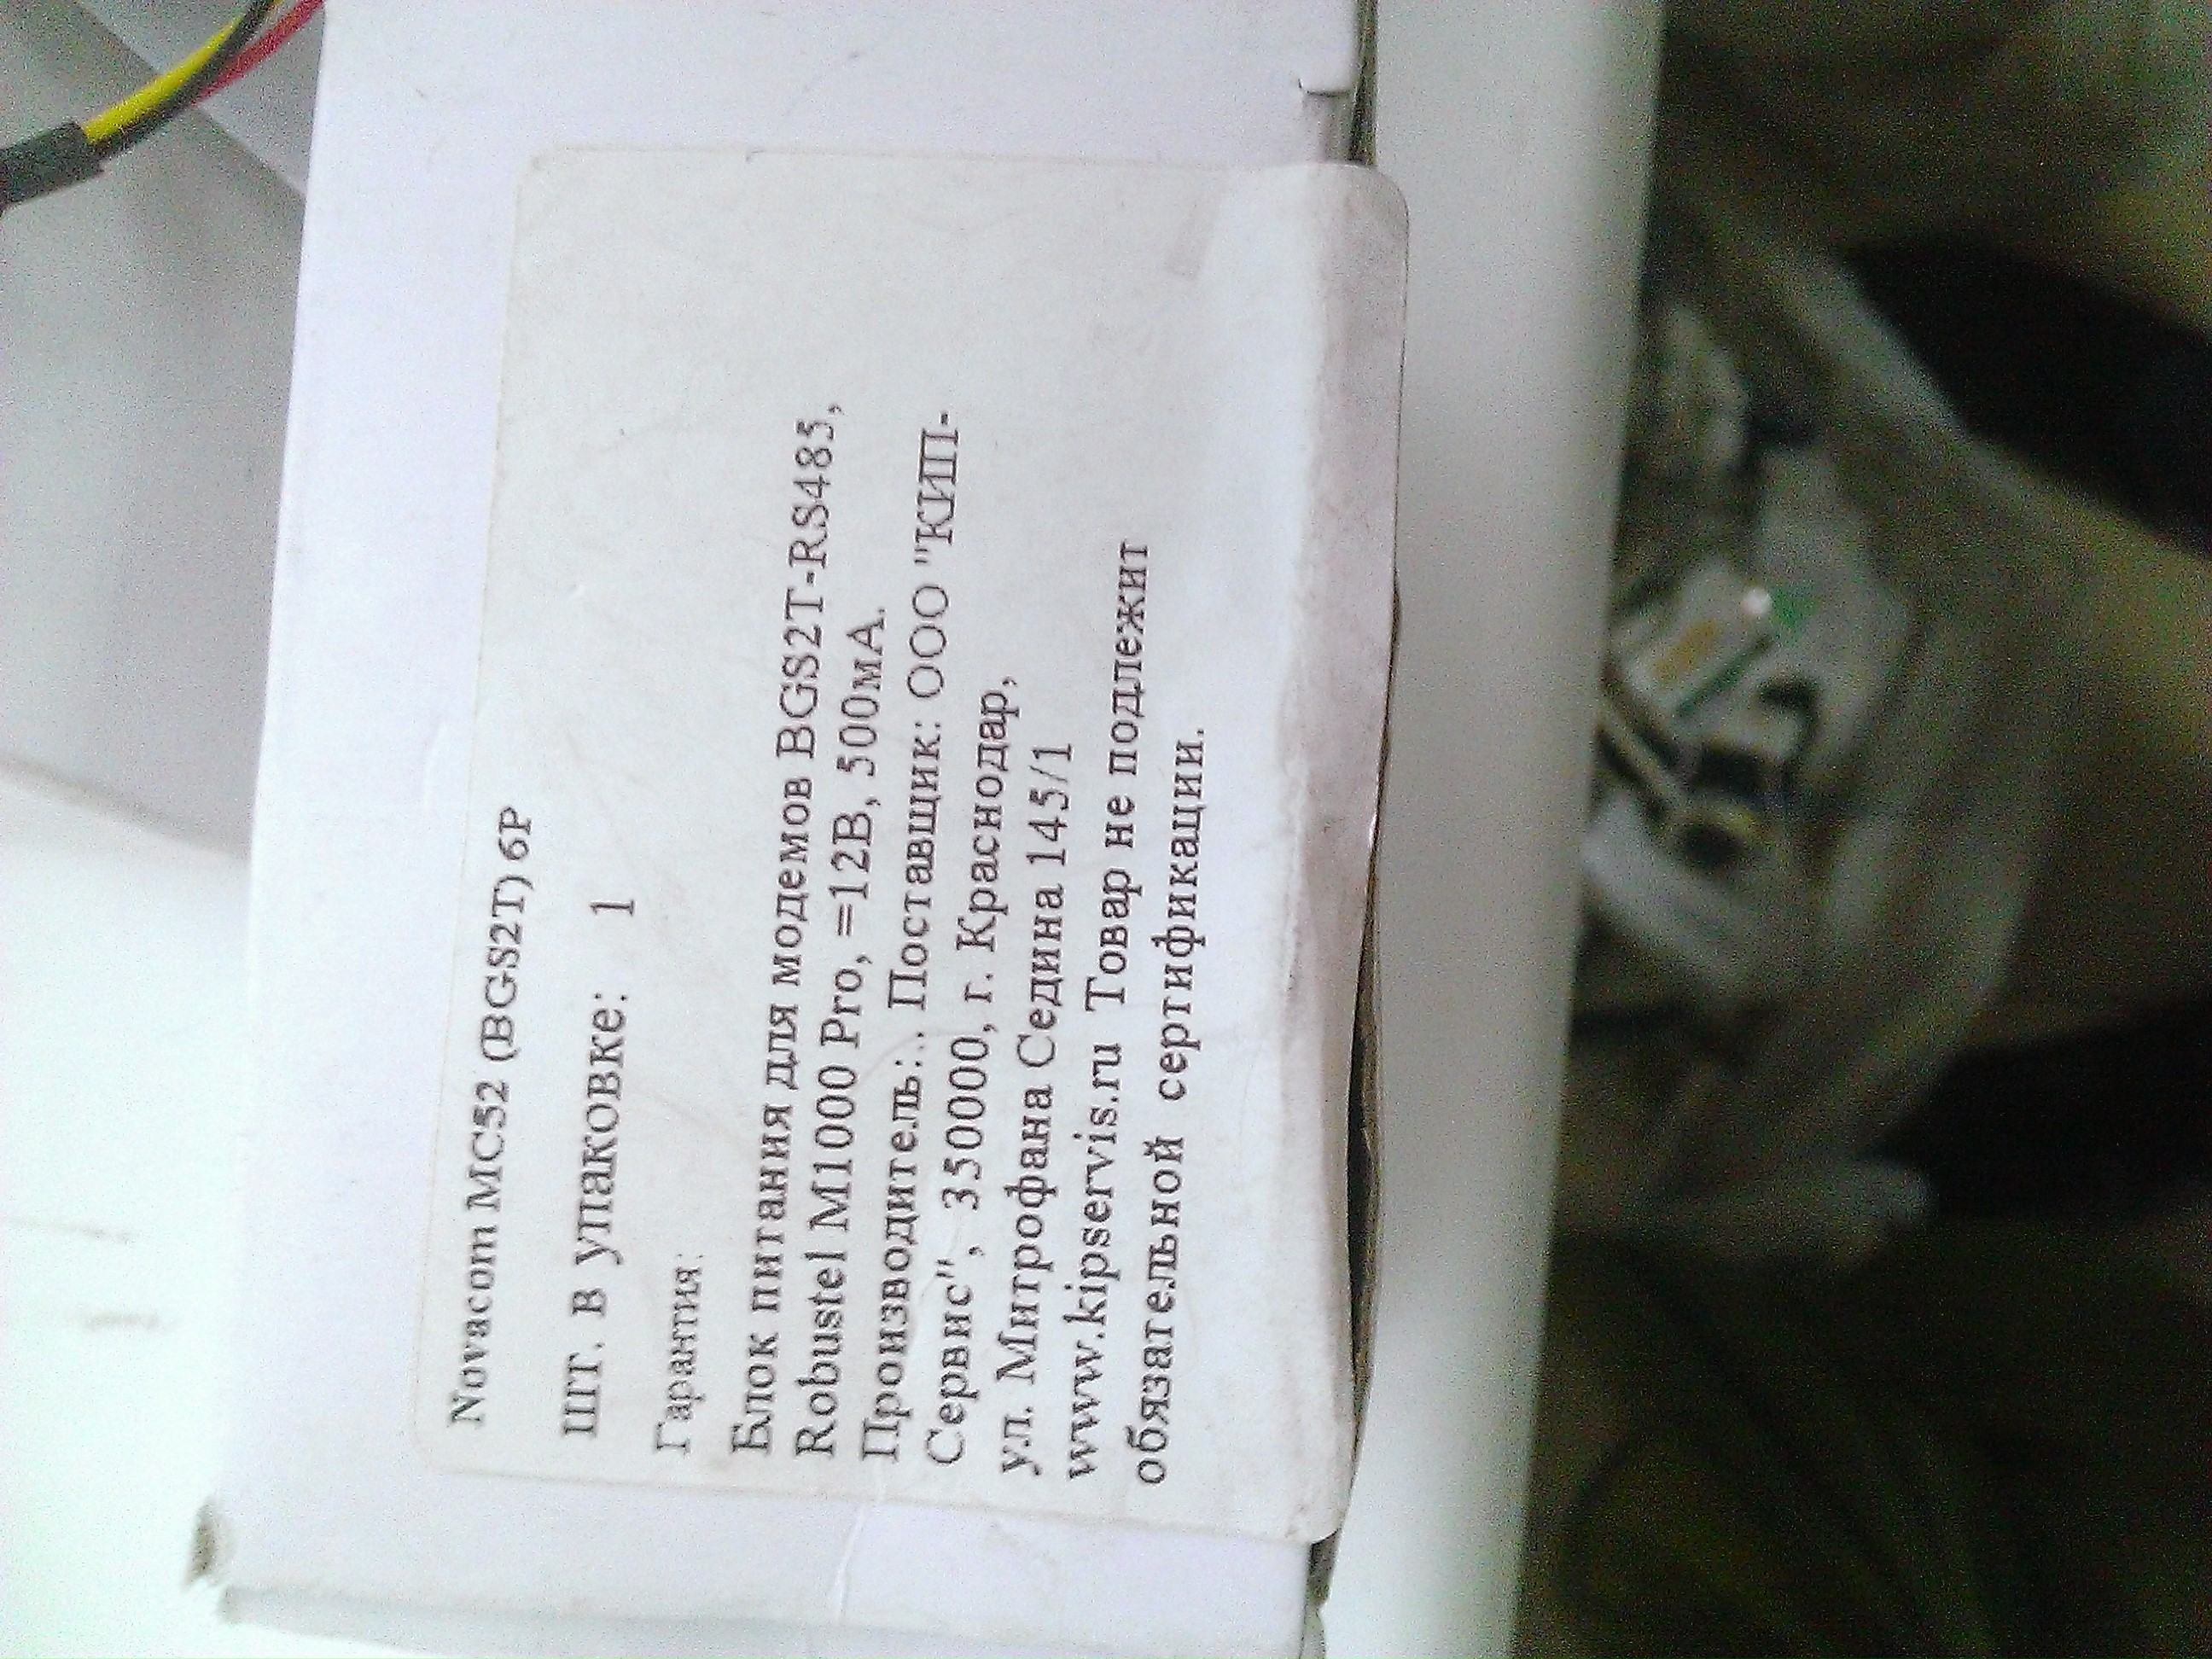 Novacom MC52 (BGS2T) 6P
шт. в упаковке: 1
Гарантия:
Блок питания для модемов BGS2T-RS485,
Robustel M1000 Pro, =12В, 500мА.
Производитель:.. Поставщик: ООО "КИП-
Сервис", 350000, г. Краснодар,
ул. Митрофана Седина 145/1
www.kipservis.ru Товар не подлежит
обязательной сертификации.